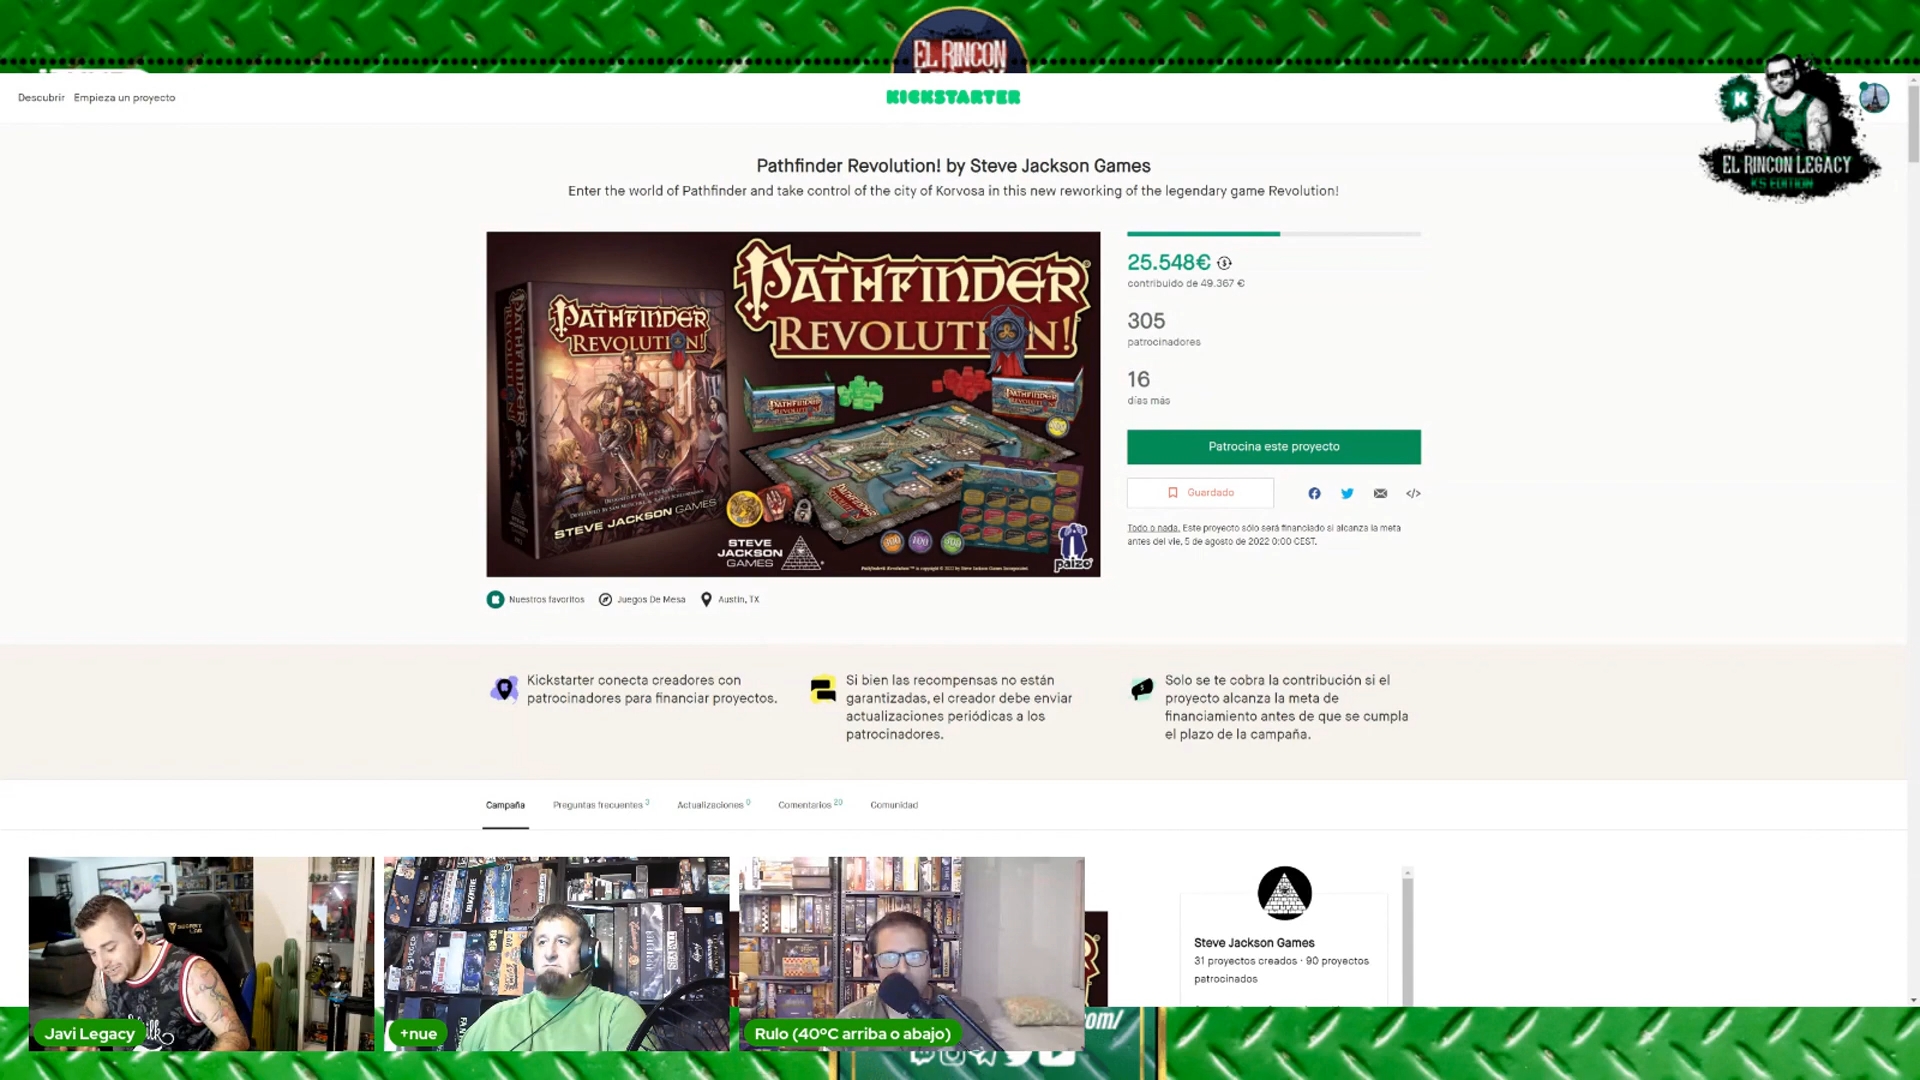 EL RINCON
LEGACY
Descubrir Empieza un proyecto
KICKSTARTER
K
EL RINCON LEGACY
KS EDITION
Pathfinder Revolution! by Steve Jackson Games
Enter the world of Pathfinder and take control of the city of Korvosa in this new reworking of the legendary game Revolution!
PATHFINDER
REVOLUTION!
PATHFINDER
REVOLUTION!
STEVE JACKSON GAMES
STEVE
JACKSON
GAMES
paizo
25.548€
contribuido de 49.367 €
305
patrocinadores
16
días más
Patrocina este proyecto
Guardado
Todo o nada. Este proyecto sólo será financiado si alcanza la meta
antes del vie, 5 de agosto de 2022 0:00 CEST.
Nuestros favoritos Juegos De Mesa Austin, TX
Kickstarter conecta creadores con
patrocinadores para financiar proyectos.
Si bien las recompensas no están
garantizadas, el creador debe enviar
actualizaciones periódicas a los
patrocinadores.
Solo se te cobra la contribución si el
proyecto alcanza la meta de
financiamiento antes de que se cumpla
el plazo de la campaña.
Campaña Preguntas frecuentes 3 Actualizaciones 0 Comentarios 20 Comunidad
Steve Jackson Games
31 proyectos creados · 90 proyectos
patrocinados
Javi Legacy
+nue
Rulo (40ºC arriba o abajo)
om/